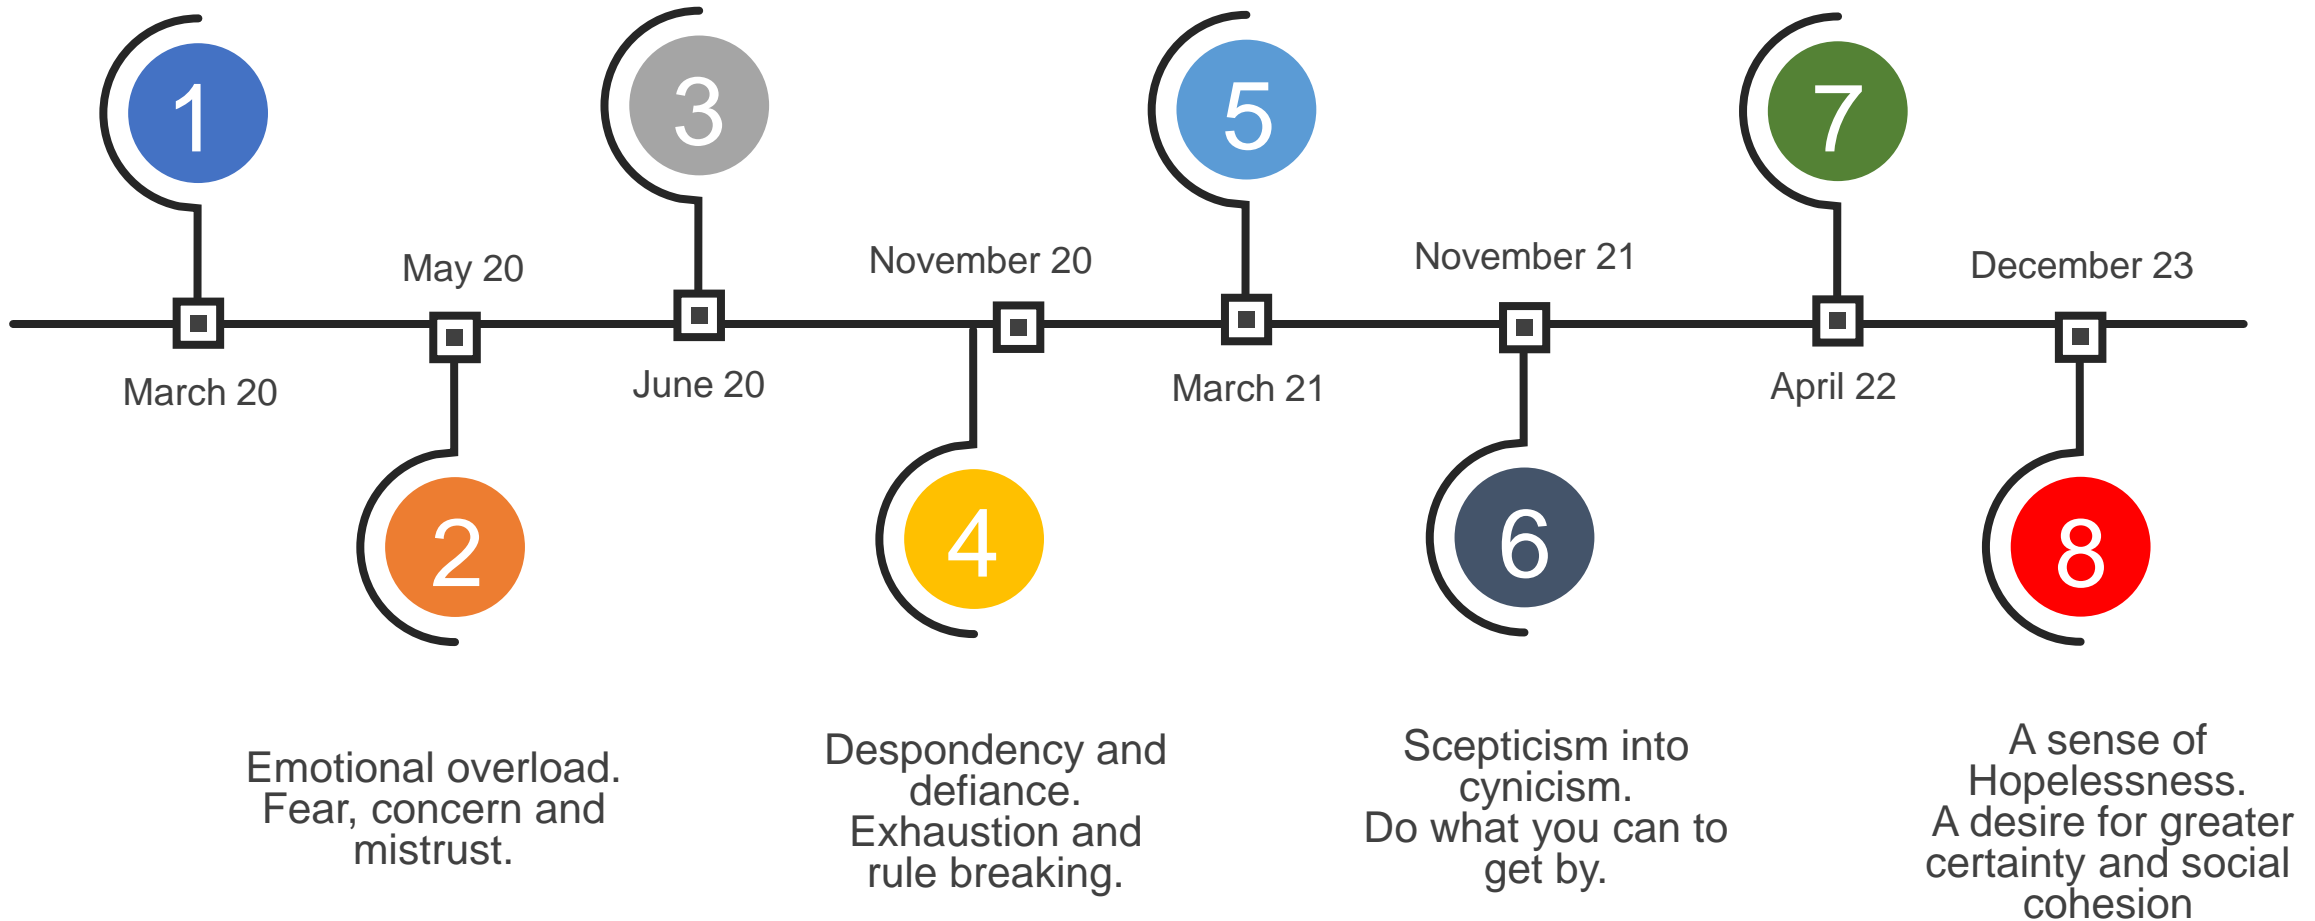 1
3
5
7
May 20
November 20
November 21
December 23
March 20
June 20
March 21
April 22
2
4
6
8
Emotional overload.
Fear, concern and
mistrust.
Despondency and
defiance.
Exhaustion and
rule breaking.
Scepticism into
cynicism.
Do what you can to
get by.
A sense of
Hopelessness.
A desire for greater
certainty and social
cohesion